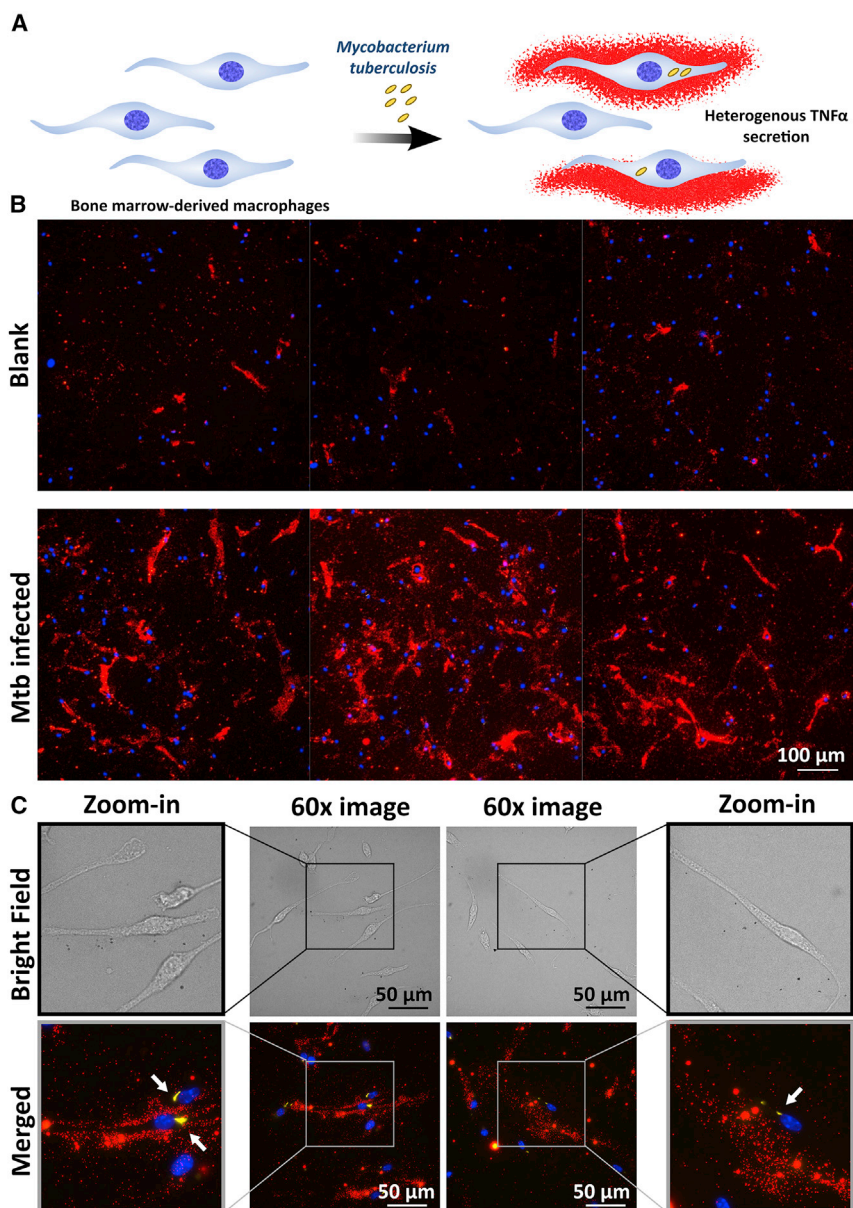 A
Mycobacterium
tuberculosis
Heterogenous TNFα
secretion
Bone marrow-derived macrophages
B
Blank
Mtb infected
100 μm
C
Zoom-in
60x image
60x image
Zoom-in
Bright Field
50 μm
50 μm
Merged
50 μm
50 μm